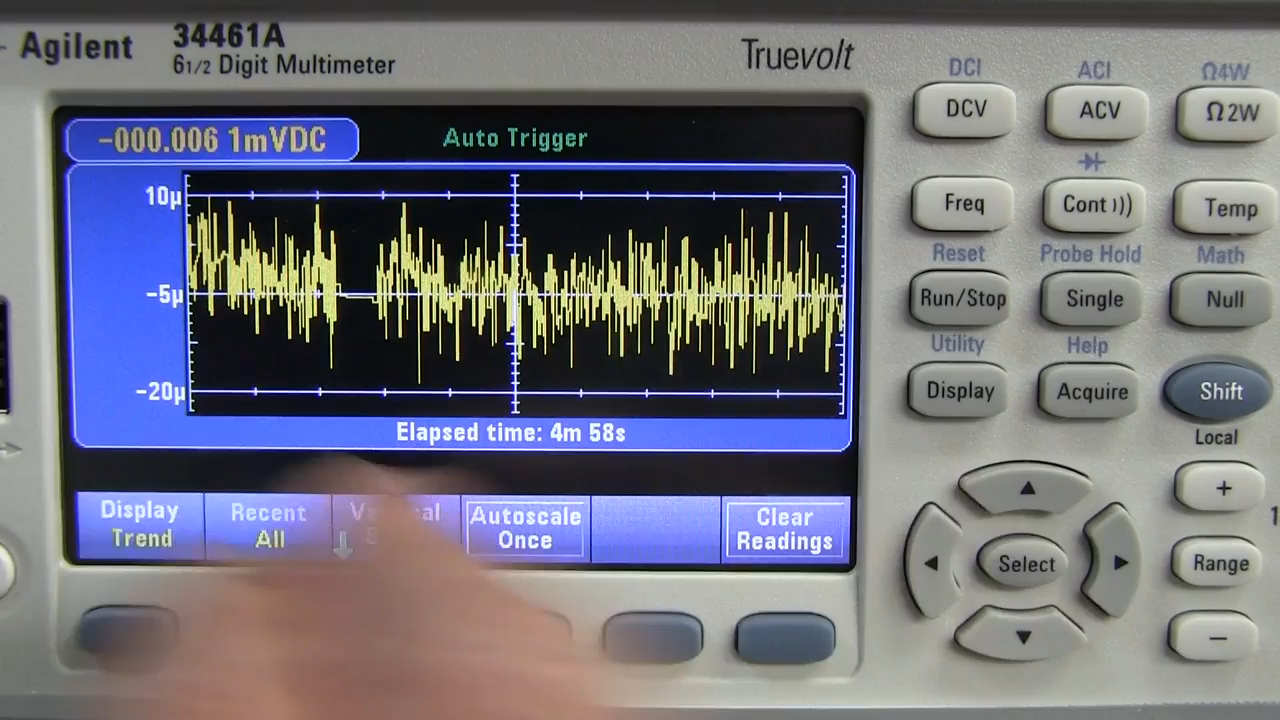 Agilent
34461A
6 1/2 Digit Multimeter
Truevolt
-000.006 1mVDC
Auto Trigger
10µ
-5µ
-20µ
Elapsed time: 4m 58s
Display
Trend
Recent
All
Autoscale
Once
Clear
Readings
DCI
ACI
Ω4W
DCV
ACV
Ω2W
Freq
Cont
Temp
Reset
Probe Hold
Math
Run/Stop
Single
Null
Utility
Help
Display
Acquire
Shift
Local
+
Select
Range
−